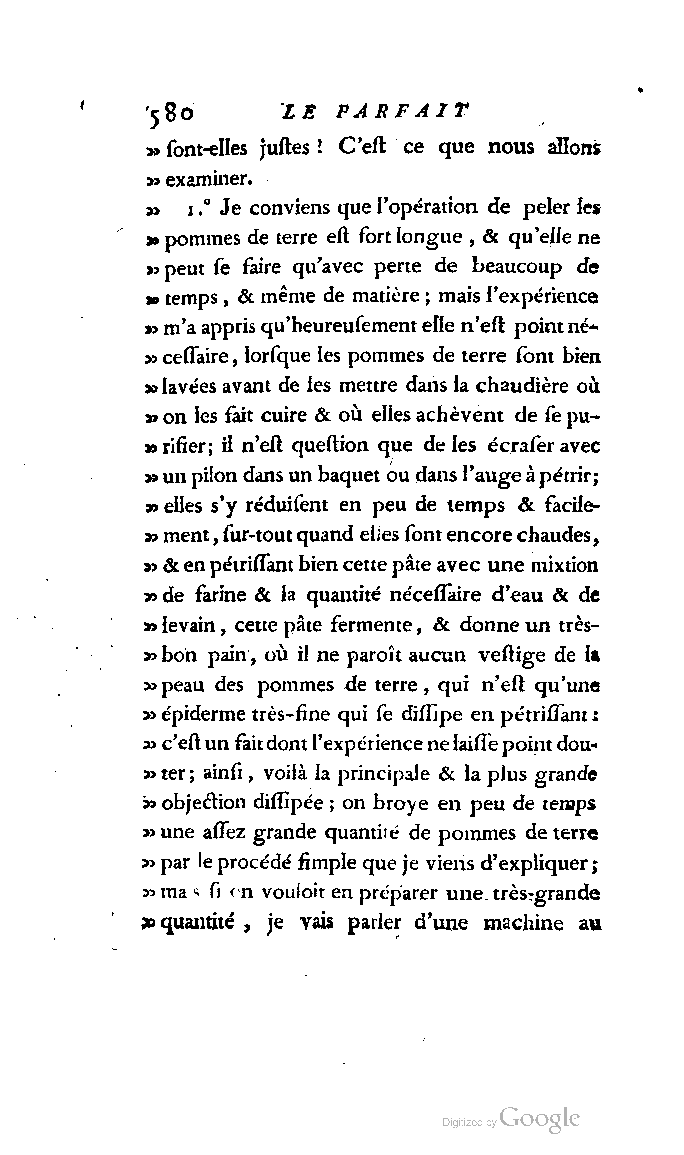 580 LE PARFAIT
» ſont-elles juſtes ? C'eſt ce que nous allons
» examiner.
» 1.° Je conviens que l'opération de peler les
» pommes de terre eſt fort longue, & qu'elle ne
» peut ſe faire qu'avec perte de beaucoup de
» temps, & même de matière ; mais l'expérience
» m'a appris qu'heureuſement elle n'eſt point né-
» ceſſaire, lorſque les pommes de terre ſont bien
» lavées avant de les mettre dans la chaudière où
» on les fait cuire & où elles achèvent de ſe pu-
» rifier; il n'eſt queſtion que de les écraſer avec
» un pilon dans un baquet ou dans l'auge à pétrir;
» elles s'y réduiſent en peu de temps & facile-
» ment, ſur-tout quand elles ſont encore chaudes,
» & en pétriſſant bien cette pâte avec une mixtion
» de farine & la quantité néceſſaire d'eau & de
» levain, cette pâte fermente, & donne un très-
» bon pain, où il ne paroît aucun veſtige de la
» peau des pommes de terre, qui n'eſt qu'une
» épiderme très-fine qui ſe diſſipe en pétriſſant :
» c'eſt un fait dont l'expérience ne laiſſe point dou-
» ter; ainſi, voilà la principale & la plus grande
» objection diſſipée ; on broye en peu de temps
» une aſſez grande quantité de pommes de terre
» par le procédé ſimple que je viens d'expliquer ;
» mais ſi on vouloit en préparer une très-grande
» quantité, je vais parler d'une machine au
Digitized by Google